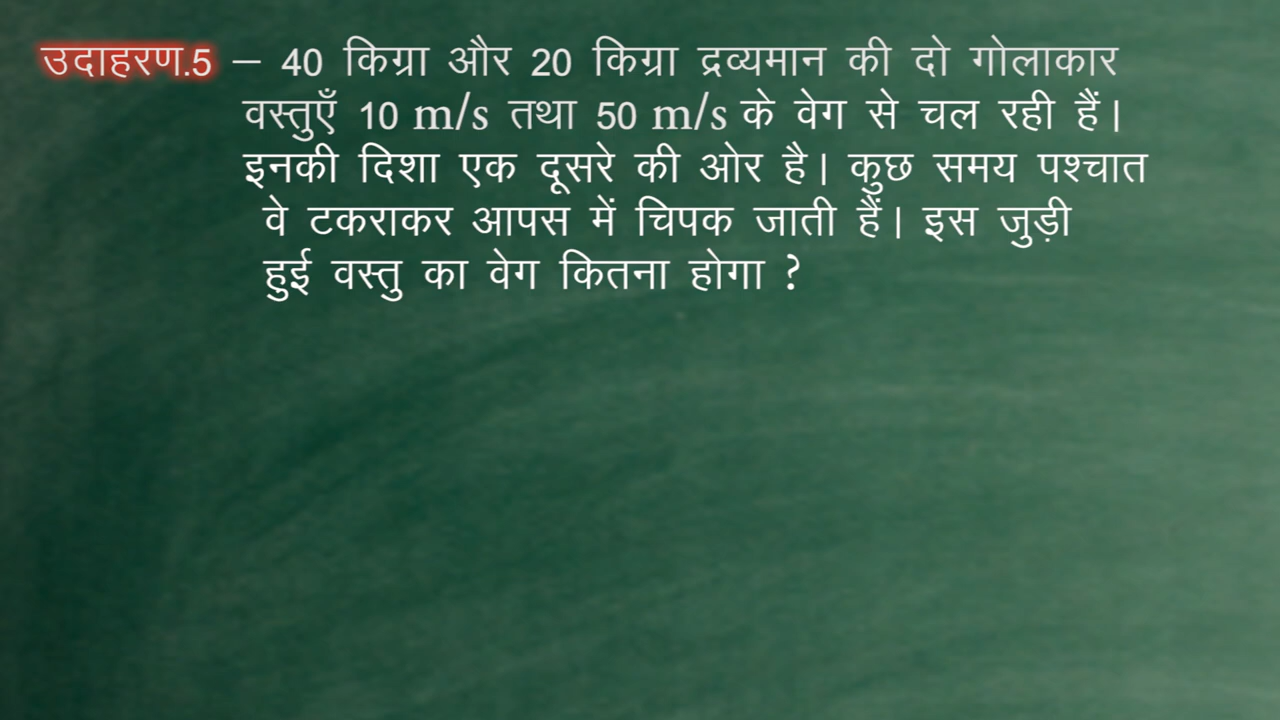 उदाहरण.5 – 40 किग्रा और 20 किग्रा द्रव्यमान की दो गोलाकार
वस्तुएँ 10 m/s तथा 50 m/s के वेग से चल रही हैं।
इनकी दिशा एक दूसरे की ओर है। कुछ समय पश्चात
वे टकराकर आपस में चिपक जाती हैं। इस जुड़ी
हुई वस्तु का वेग कितना होगा ?